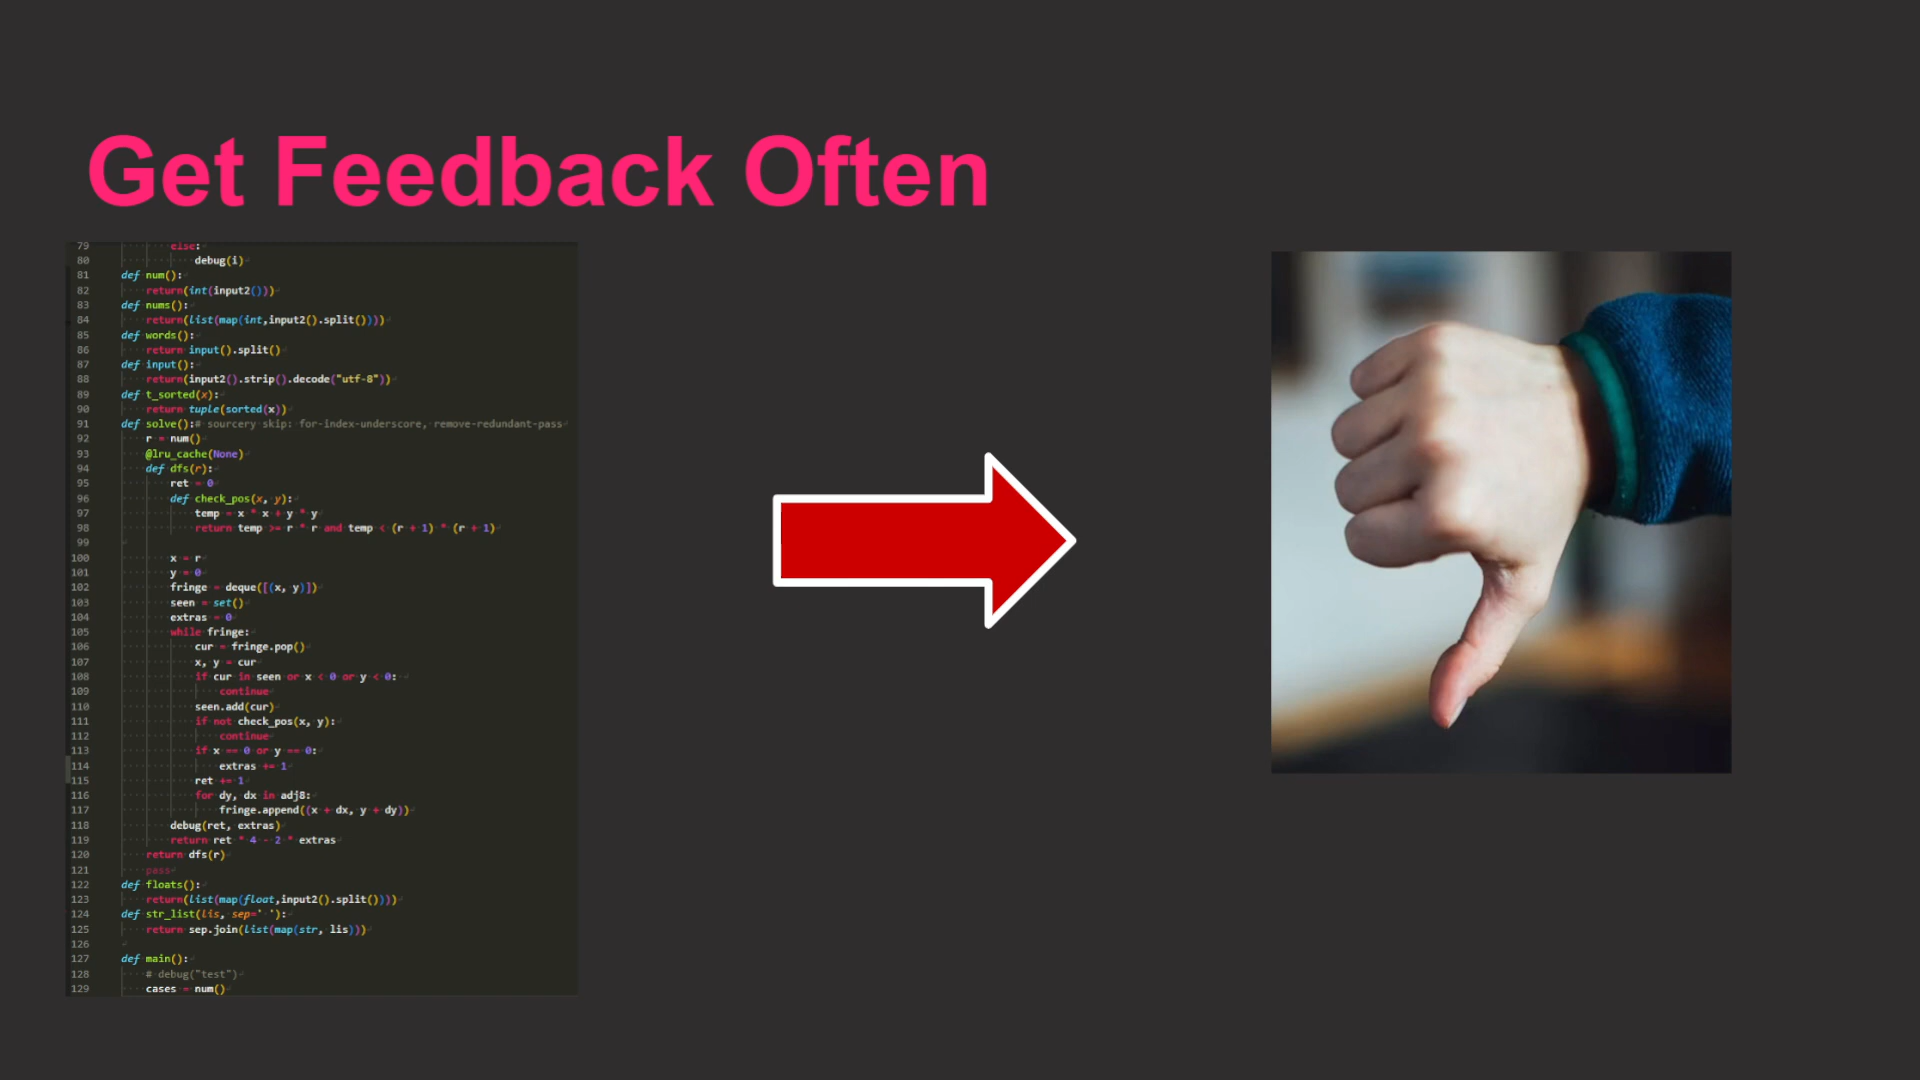 Get Feedback Often
79 else:
80 debug(i)
81 def num():
82 return(int(input2()))
83 def nums():
84 return(list(map(int,input2().split())))
85 def words():
86 return input().split()
87 def input():
88 return(input2().strip().decode("utf-8"))
89 def t_sorted(x):
90 return tuple(sorted(x))
91 def solve():# sourcery skip: for-index-underscore, remove-redundant-pass
92 r = num()
93 @lru_cache(None)
94 def dfs(r):
95 ret = 0
96 def check_pos(x, y):
97 temp = x * x + y * y
98 return temp >= r * r and temp < (r + 1) * (r + 1)
99
100 x = r
101 y = 0
102 fringe = deque([(x, y)])
103 seen = set()
104 extras = 0
105 while fringe:
106 cur = fringe.pop()
107 x, y = cur
108 if cur in seen or x < 0 or y < 0:
109 continue
110 seen.add(cur)
111 if not check_pos(x, y):
112 continue
113 if x == 0 or y == 0:
114 extras += 1
115 ret += 1
116 for dy, dx in adj8:
117 fringe.append((x + dx, y + dy))
118 debug(ret, extras)
119 return ret * 4 - 2 * extras
120 return dfs(r)
121 pass
122 def floats():
123 return(list(map(float,input2().split())))
124 def str_list(lis, sep=' '):
125 return sep.join(list(map(str, lis)))
126
127 def main():
128 # debug("test")
129 cases = num()